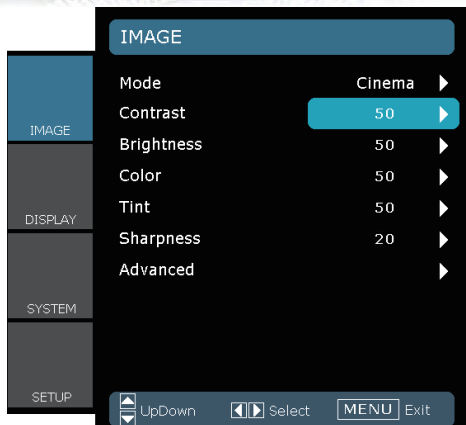 IMAGE
IMAGE
DISPLAY
SYSTEM
SETUP
Mode Cinema
Contrast 50
Brightness 50
Color 50
Tint 50
Sharpness 20
Advanced
UpDown Select MENU Exit